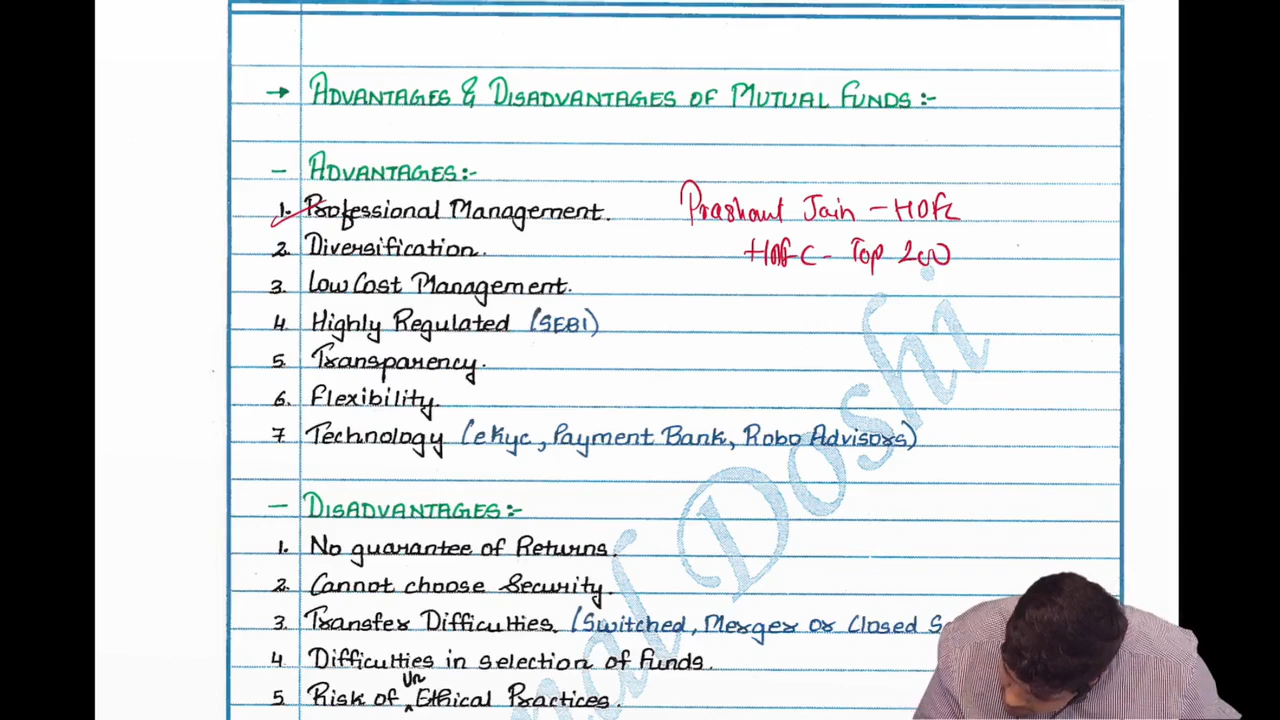 → ADVANTAGES & DISADVANTAGES OF MUTUAL FUNDS :-
- ADVANTAGES:-
1. Professional Management. Prashant Jain - HDFC
2. Diversification. HDFC - Top 200
3. Low Cost Management.
4. Highly Regulated (SEBI)
5. Transparency.
6. Flexibility.
7. Technology (eKyc, Payment Bank, Robo Advisors)
- DISADVANTAGES:-
1. No guarantee of Returns.
2. Cannot choose Security.
3. Transfer Difficulties. (Switched, Merger or Closed S
4. Difficulties in selection of Funds.
5. Risk of UnEthical Practices.
Doshi